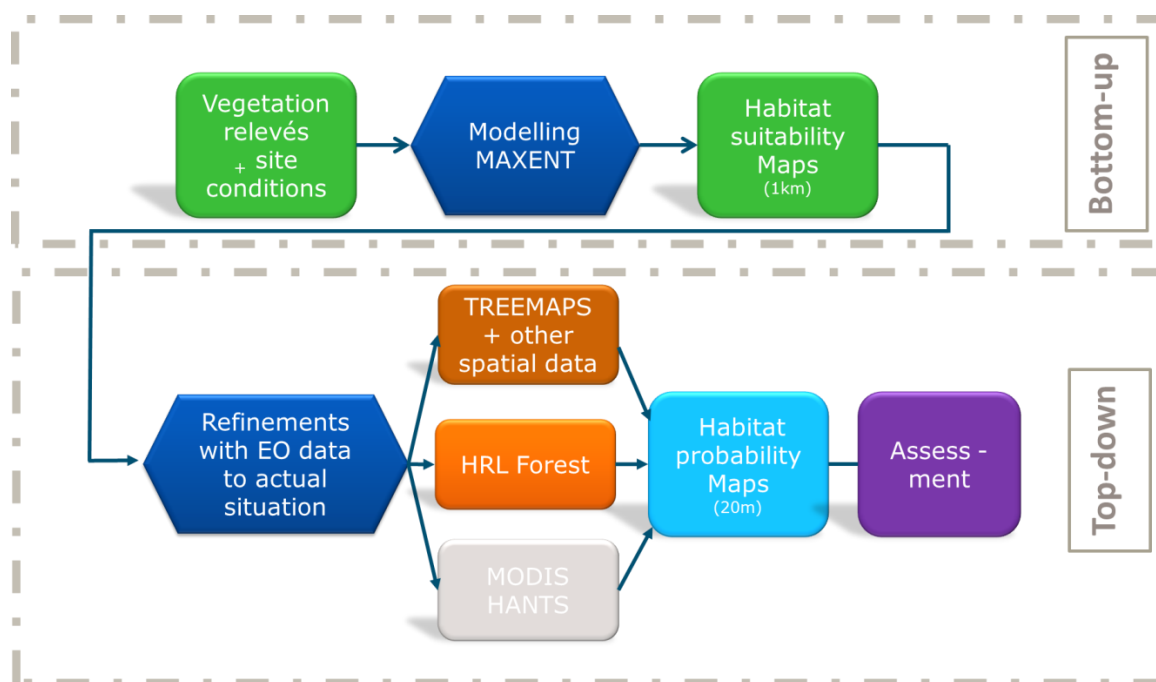 Vegetation
relevés
+ site
conditions
Modelling
MAXENT
Habitat
suitability
Maps
(1km)
Bottom-up
TREEMAPS
+ other
spatial data
Refinements
with EO data
to actual
situation
HRL Forest
MODIS
HANTS
Habitat
probability
Maps
(20m)
Assess -
ment
Top-down